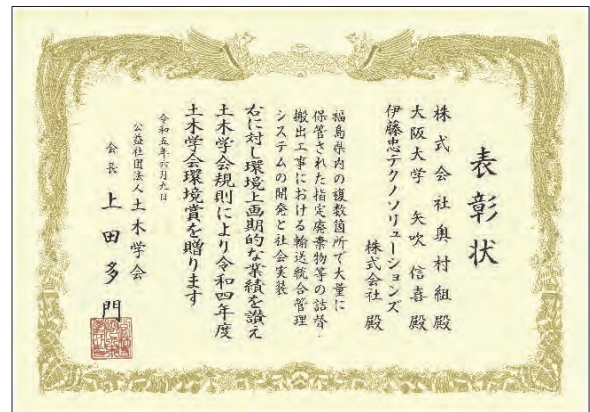 表彰状
株式会社奥村組殿
大阪大学 矢吹信喜殿
伊藤忠テクノソリューションズ
株式会社殿
福島県内の複数箇所で大量に
保管された指定廃棄物等の詰替・
搬出工事における輸送統合管理
システムの開発と社会実装
右に対し環境上画期的な業績を讃え
土木学会規則により令和四年度
土木学会環境賞を贈ります
令和五年六月九日
公益社団法人土木学会
会長 上田多門